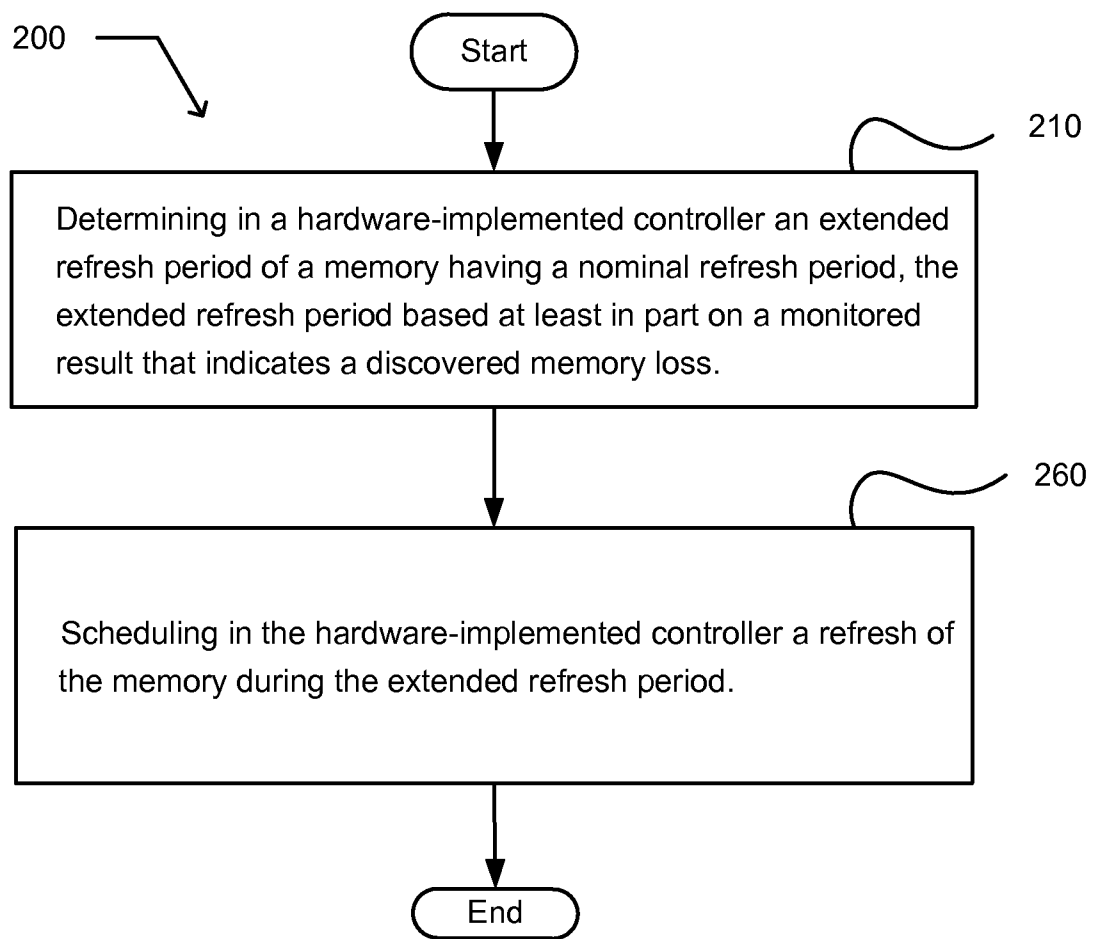 200
Start
210
Determining in a hardware-implemented controller an extended
refresh period of a memory having a nominal refresh period, the
extended refresh period based at least in part on a monitored
result that indicates a discovered memory loss.
260
Scheduling in the hardware-implemented controller a refresh of
the memory during the extended refresh period.
End